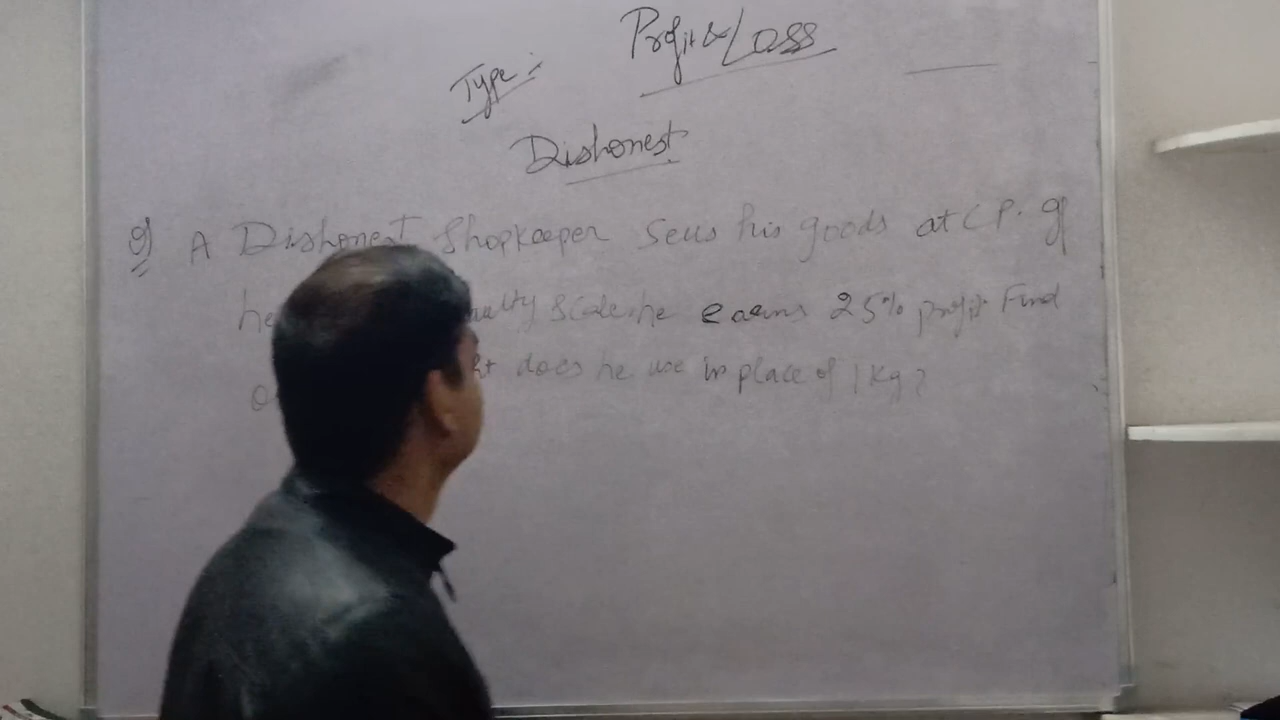 Profit & Loss
Type :-
Dishonest
Q) A Dishonest Shopkeeper Sells his goods at C P. If
he faulty Scale he earns 25% profit Find
does he use in place of 1 Kg ?